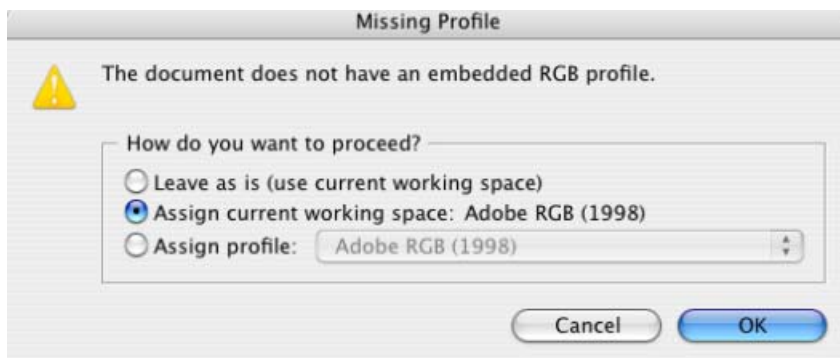 Missing Profile
The document does not have an embedded RGB profile.
How do you want to proceed?
Leave as is (use current working space)
Assign current working space: Adobe RGB (1998)
Assign profile: Adobe RGB (1998)
Cancel OK